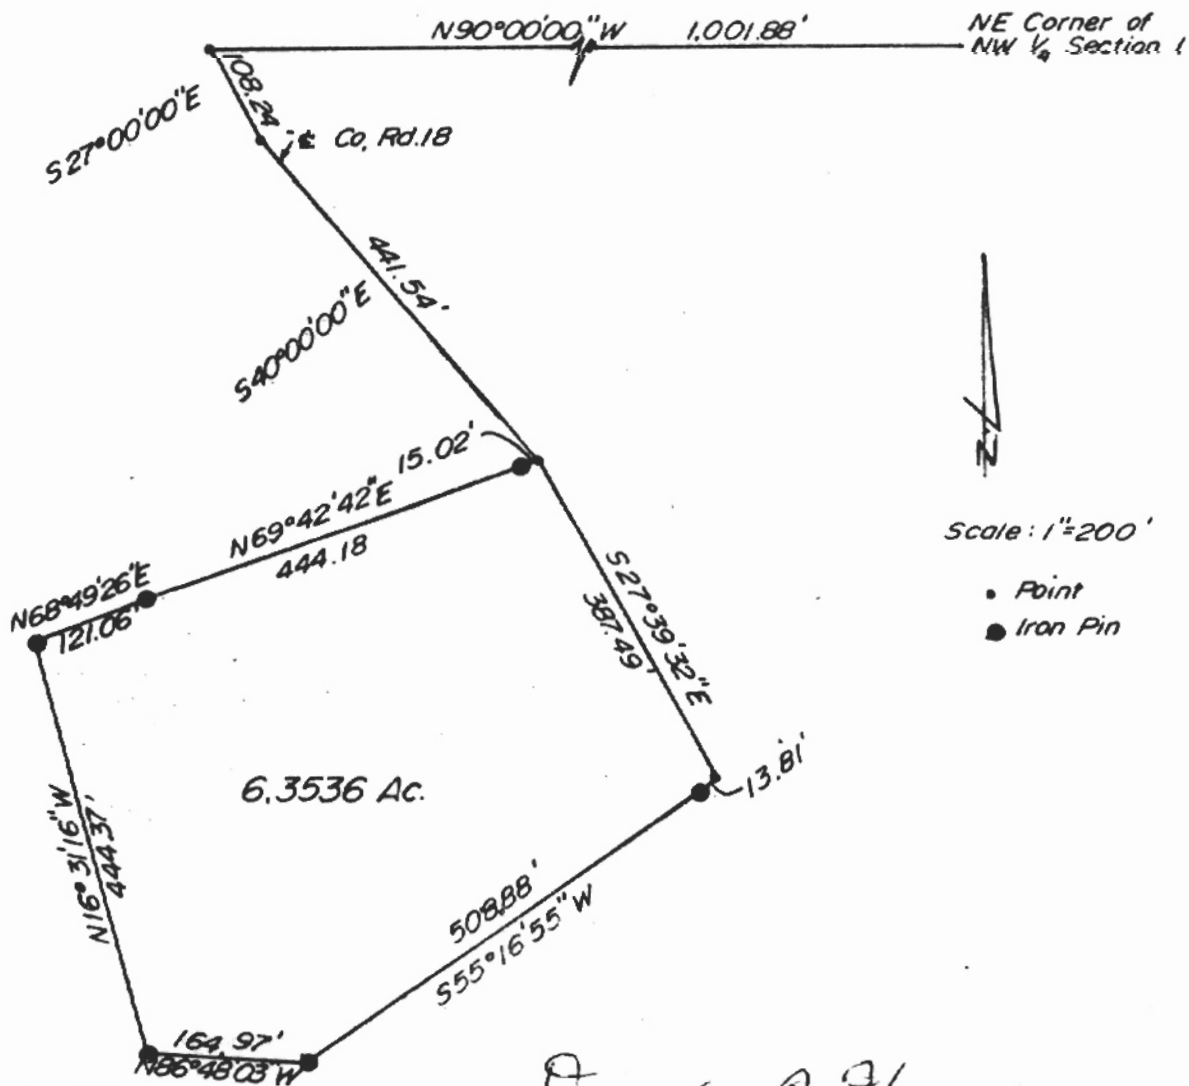 N90°00'00"W 1,001.88'
NE Corner of
NW 1/4 Section 1
108.24
S27°00'00"E
℄ Co. Rd. 18
441.54'
S40°00'00"E
15.02'
N69°42'42"E
444.18
N
Scale: 1"=200'
Point
Iron Pin
N68°49'26"E
121.06'
S27°39'32"E
387.49'
13.81'
6.3536 Ac.
N16°31'16"W
444.37'
508.88'
S55°16'55"W
164.97'
N86°48'03"W